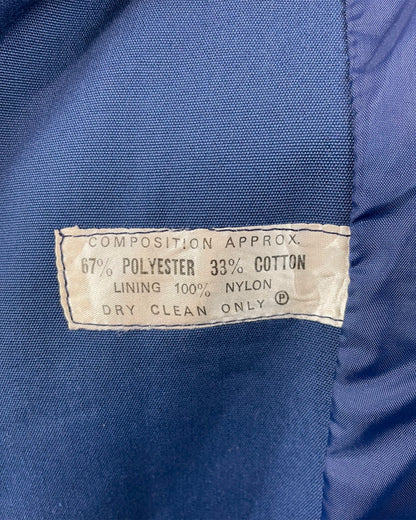 COMPOSITION APPROX.
67% POLYESTER 33% COTTON
LINING 100% NYLON
DRY CLEAN ONLY Ⓟ